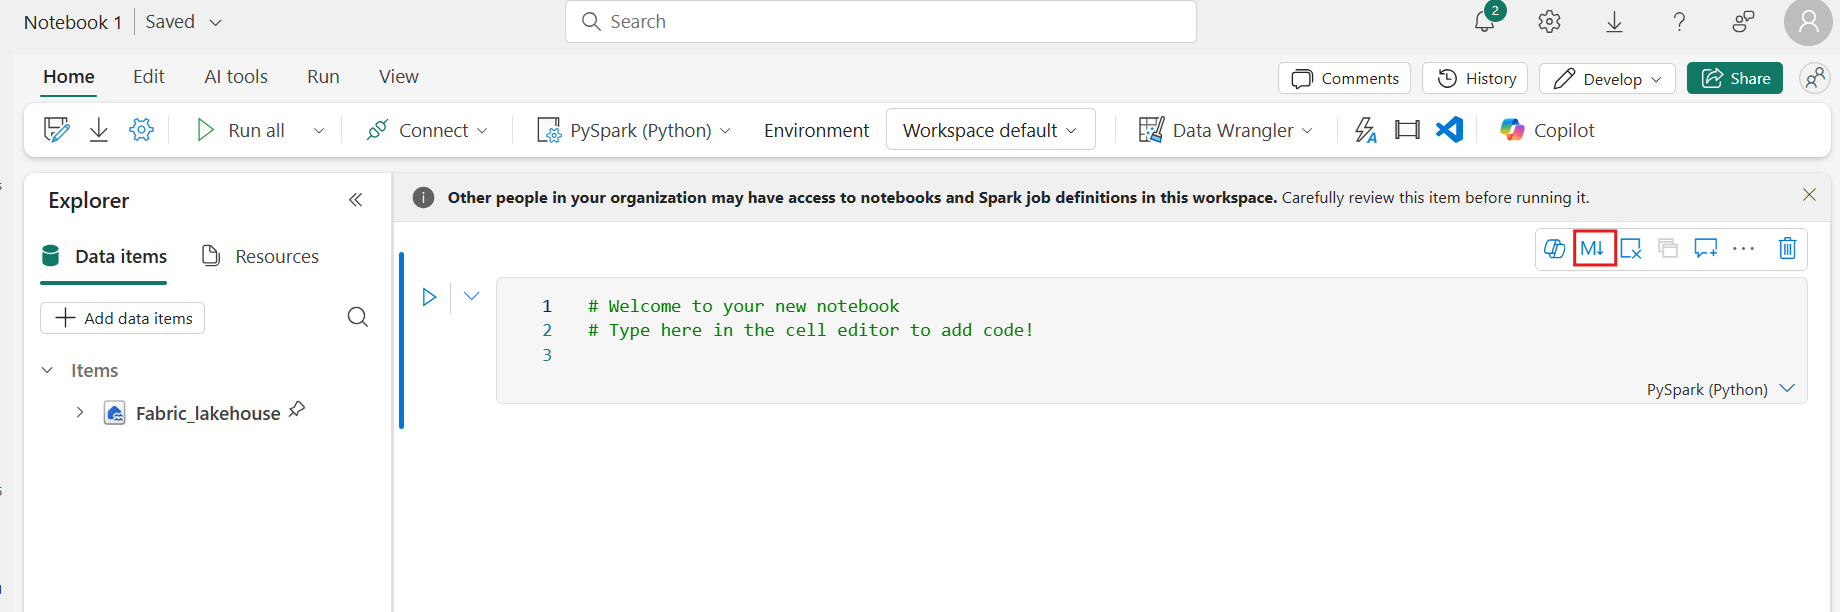 Notebook 1 Saved
Search
2
Home Edit AI tools Run View
Comments History Develop Share
Run all Connect PySpark (Python) Environment Workspace default Data Wrangler Copilot
Explorer
Other people in your organization may have access to notebooks and Spark job definitions in this workspace. Carefully review this item before running it.
Data items Resources
M↓
Add data items
1 # Welcome to your new notebook
2 # Type here in the cell editor to add code!
3
Items
PySpark (Python)
Fabric_lakehouse